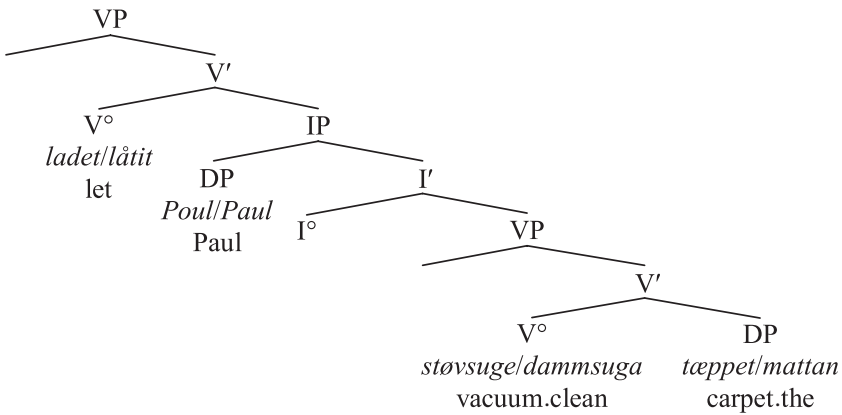 VP
V′
V° IP
ladet/låtit
let
DP I′
Poul/Paul
Paul
I° VP
V′
V° DP
støvsuge/dammsuga tæppet/mattan
vacuum.clean carpet.the